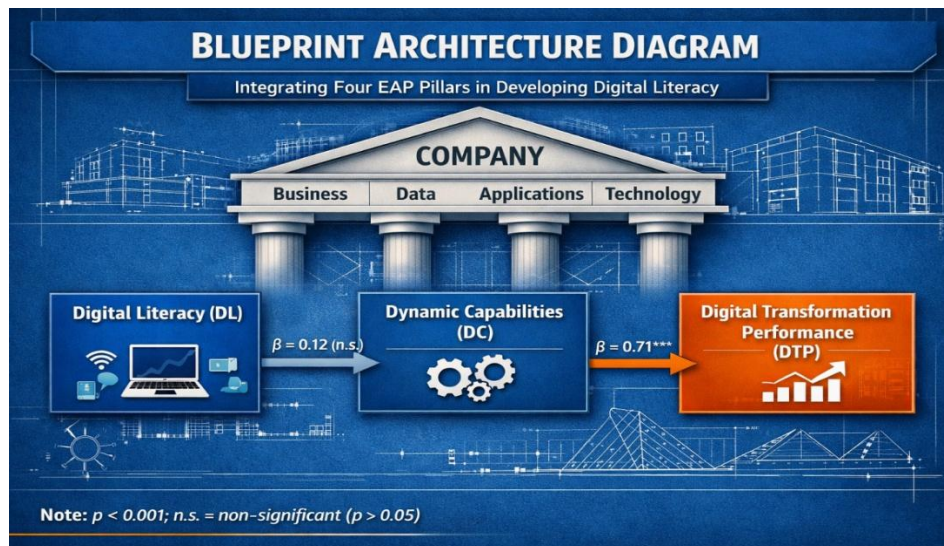 BLUEPRINT ARCHITECTURE DIAGRAM
Integrating Four EAP Pillars in Developing Digital Literacy
COMPANY
Business Data Applications Technology
Digital Literacy (DL)
β = 0.12 (n.s.)
Dynamic Capabilities
(DC)
β = 0.71***
Digital Transformation
Performance
(DTP)
Note: p < 0.001; n.s. = non-significant (p > 0.05)